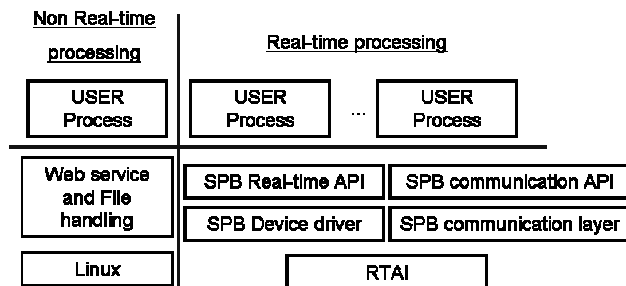 Non Real-time
processing
Real-time processing
USER
Process
USER
Process
...
USER
Process
Web service
and File
handling
SPB Real-time API
SPB communication API
SPB Device driver
SPB communication layer
Linux
RTAI